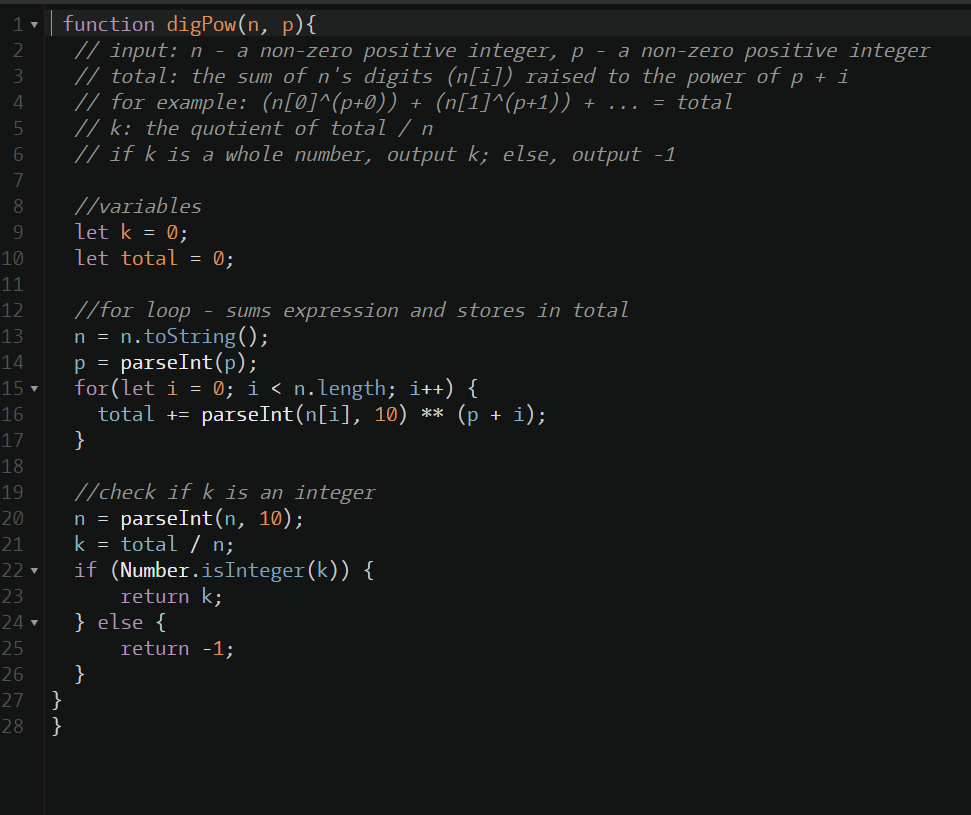 1 function digPow(n, p){
2 // input: n - a non-zero positive integer, p - a non-zero positive integer
3 // total: the sum of n's digits (n[i]) raised to the power of p + i
4 // for example: (n[0]^(p+0)) + (n[1]^(p+1)) + ... = total
5 // k: the quotient of total / n
6 // if k is a whole number, output k; else, output -1
7
8 //variables
9 let k = 0;
10 let total = 0;
11
12 //for loop - sums expression and stores in total
13 n = n.toString();
14 p = parseInt(p);
15 for(let i = 0; i < n.length; i++) {
16 total += parseInt(n[i], 10) ** (p + i);
17 }
18
19 //check if k is an integer
20 n = parseInt(n, 10);
21 k = total / n;
22 if (Number.isInteger(k)) {
23 return k;
24 } else {
25 return -1;
26 }
27 }
28 }